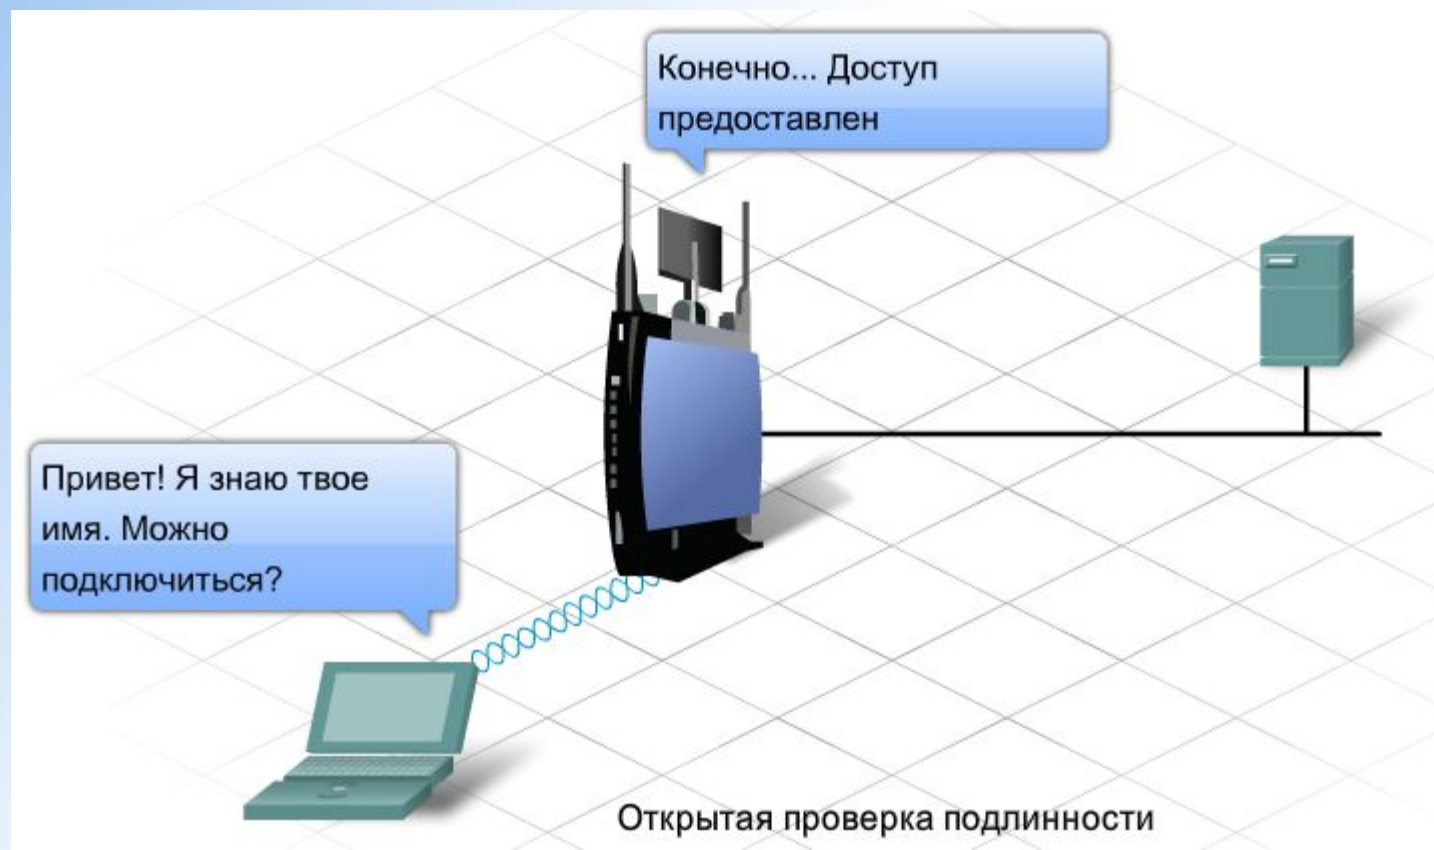 Конечно... Доступ
предоставлен
Привет! Я знаю твое
имя. Можно
подключиться?
Открытая проверка подлинности